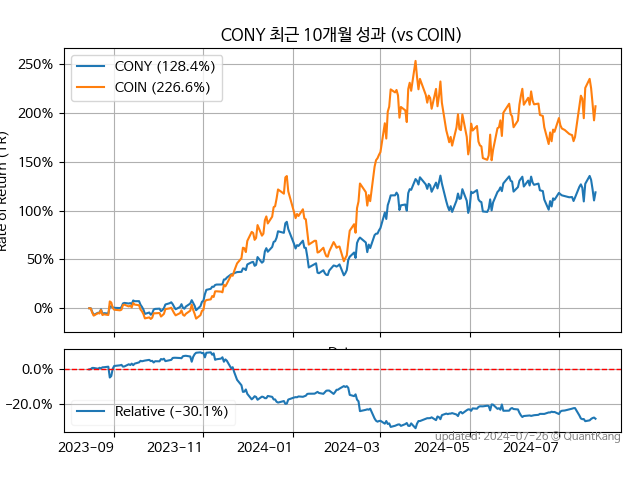 CONY 최근 10개월 성과 (vs COIN)
Rate of Return (TR)
250%
200%
150%
100%
50%
0%
CONY (128.4%)
COIN (226.6%)
0.0%
−20.0%
Relative (−30.1%)
2023-09 2023-11 2024-01 2024-03 2024-05 2024-07
updated: 2024-07-26 © QuantKang